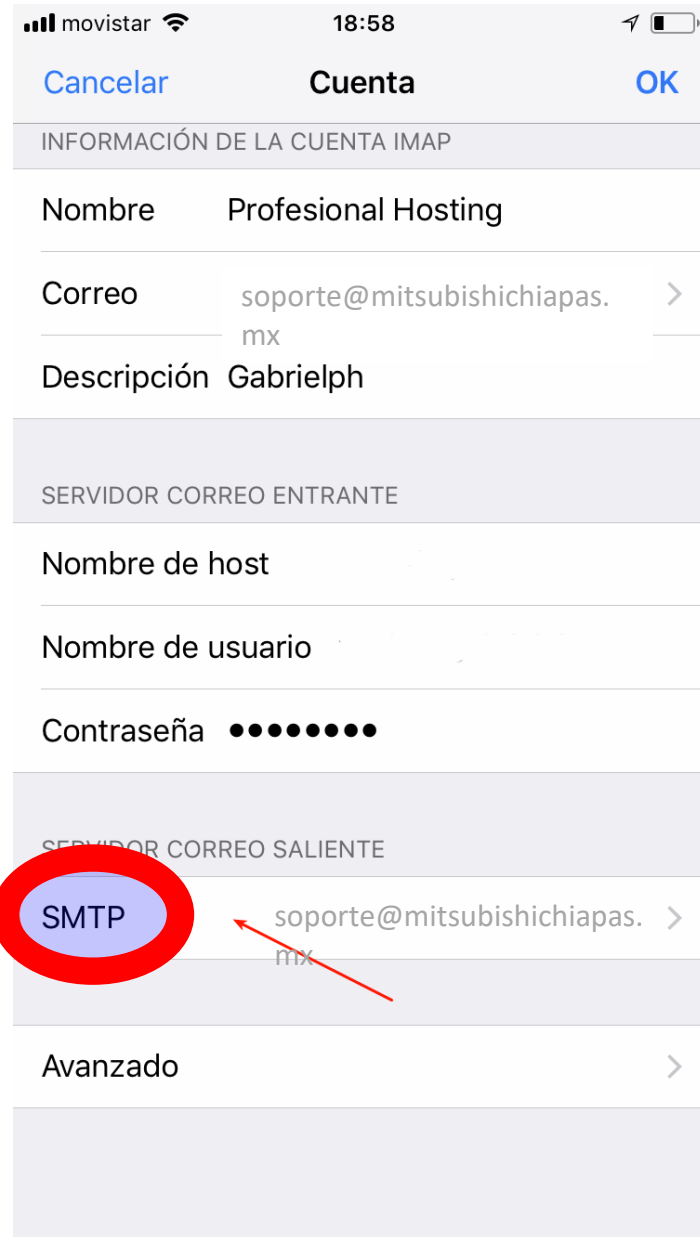 movistar 18:58
Cancelar Cuenta OK
INFORMACIÓN DE LA CUENTA IMAP
Nombre Profesional Hosting
Correo soporte@mitsubishichiapas.
mx
Descripción Gabrielph
SERVIDOR CORREO ENTRANTE
Nombre de host
Nombre de usuario
Contraseña ●●●●●●●●
SERVIDOR CORREO SALIENTE
SMTP soporte@mitsubishichiapas.
mx
Avanzado